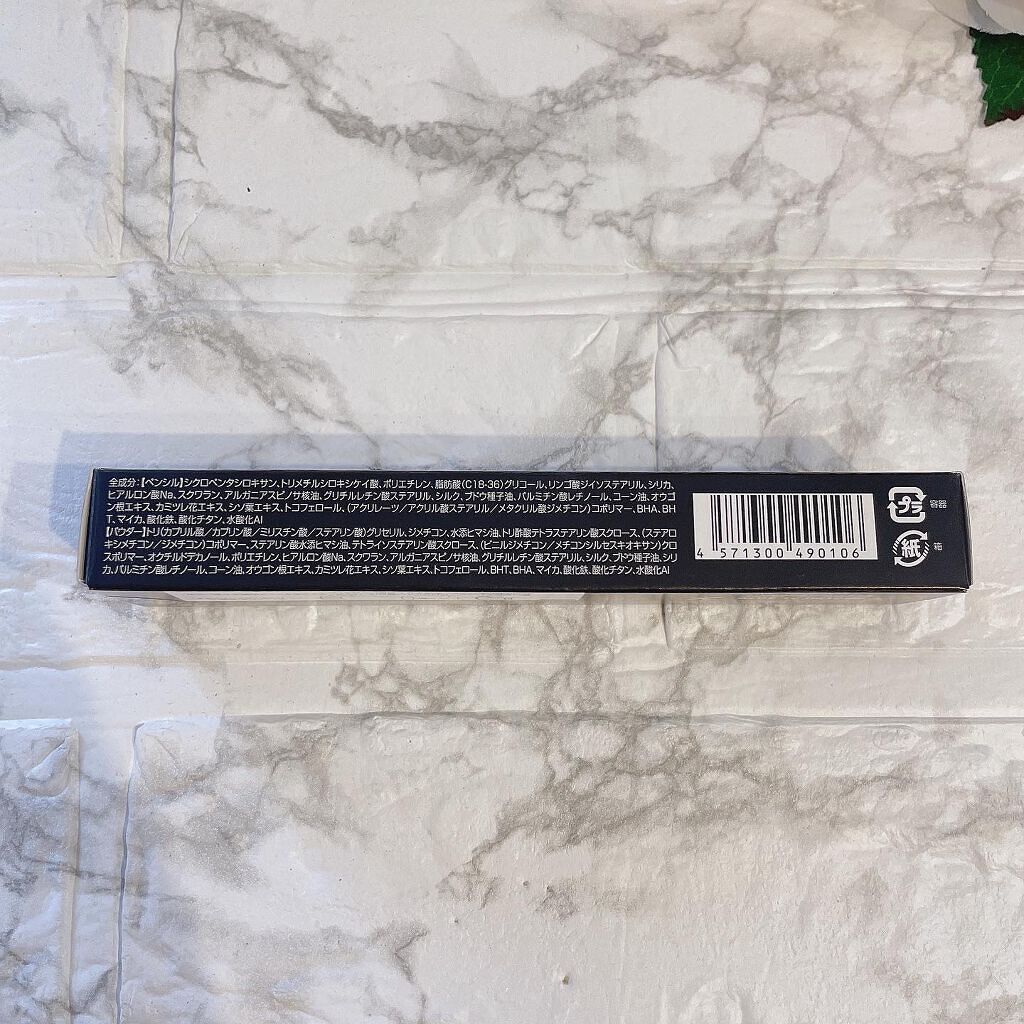 全成分:【ペンシル】シクロペンタシロキサン、トリメチルシロキシケイ酸、ポリエチレン、脂肪酸(C18-36)グリコール、リンゴ酸ジイソステアリル、シリカ、
ヒアルロン酸Na、スクワラン、アルガニアスピノサ核油、グリチルレチン酸ステアリル、シルク、ブドウ種子油、パルミチン酸レチノール、コーン油、オウゴ
ン根エキス、カミツレ花エキス、シソ葉エキス、トコフェロール、(アクリレーツ/アクリル酸ステアリル/メタクリル酸ジメチコン)コポリマー、BHA、BH
T、マイカ、酸化鉄、酸化チタン、水酸化Al
【パウダー】トリ(カプリル酸/カプリン酸/ミリスチン酸/ステアリン酸)グリセリル、ジメチコン、水添ヒマシ油、トリ酢酸テトラステアリン酸スクロース、(ステアロ
キシメチコン/ジメチコン)コポリマー、ステアリン酸水添ヒマシ油、テトライソステアリン酸スクロース、(ビニルジメチコン/メチコンシルセスキオキサン)クロ
スポリマー、オクチルドデカノール、ポリエチレン、ヒアルロン酸Na、スクワラン、アルガニアスピノサ核油、グリチルレチン酸ステアリル、シルク、ブドウ種子油、シリ
カ、パルミチン酸レチノール、コーン油、オウゴン根エキス、カミツレ花エキス、シソ葉エキス、トコフェロール、BHT、BHA、マイカ、酸化鉄、酸化チタン、水酸化Al
4 571300 490106
プラ 容器
紙 箱